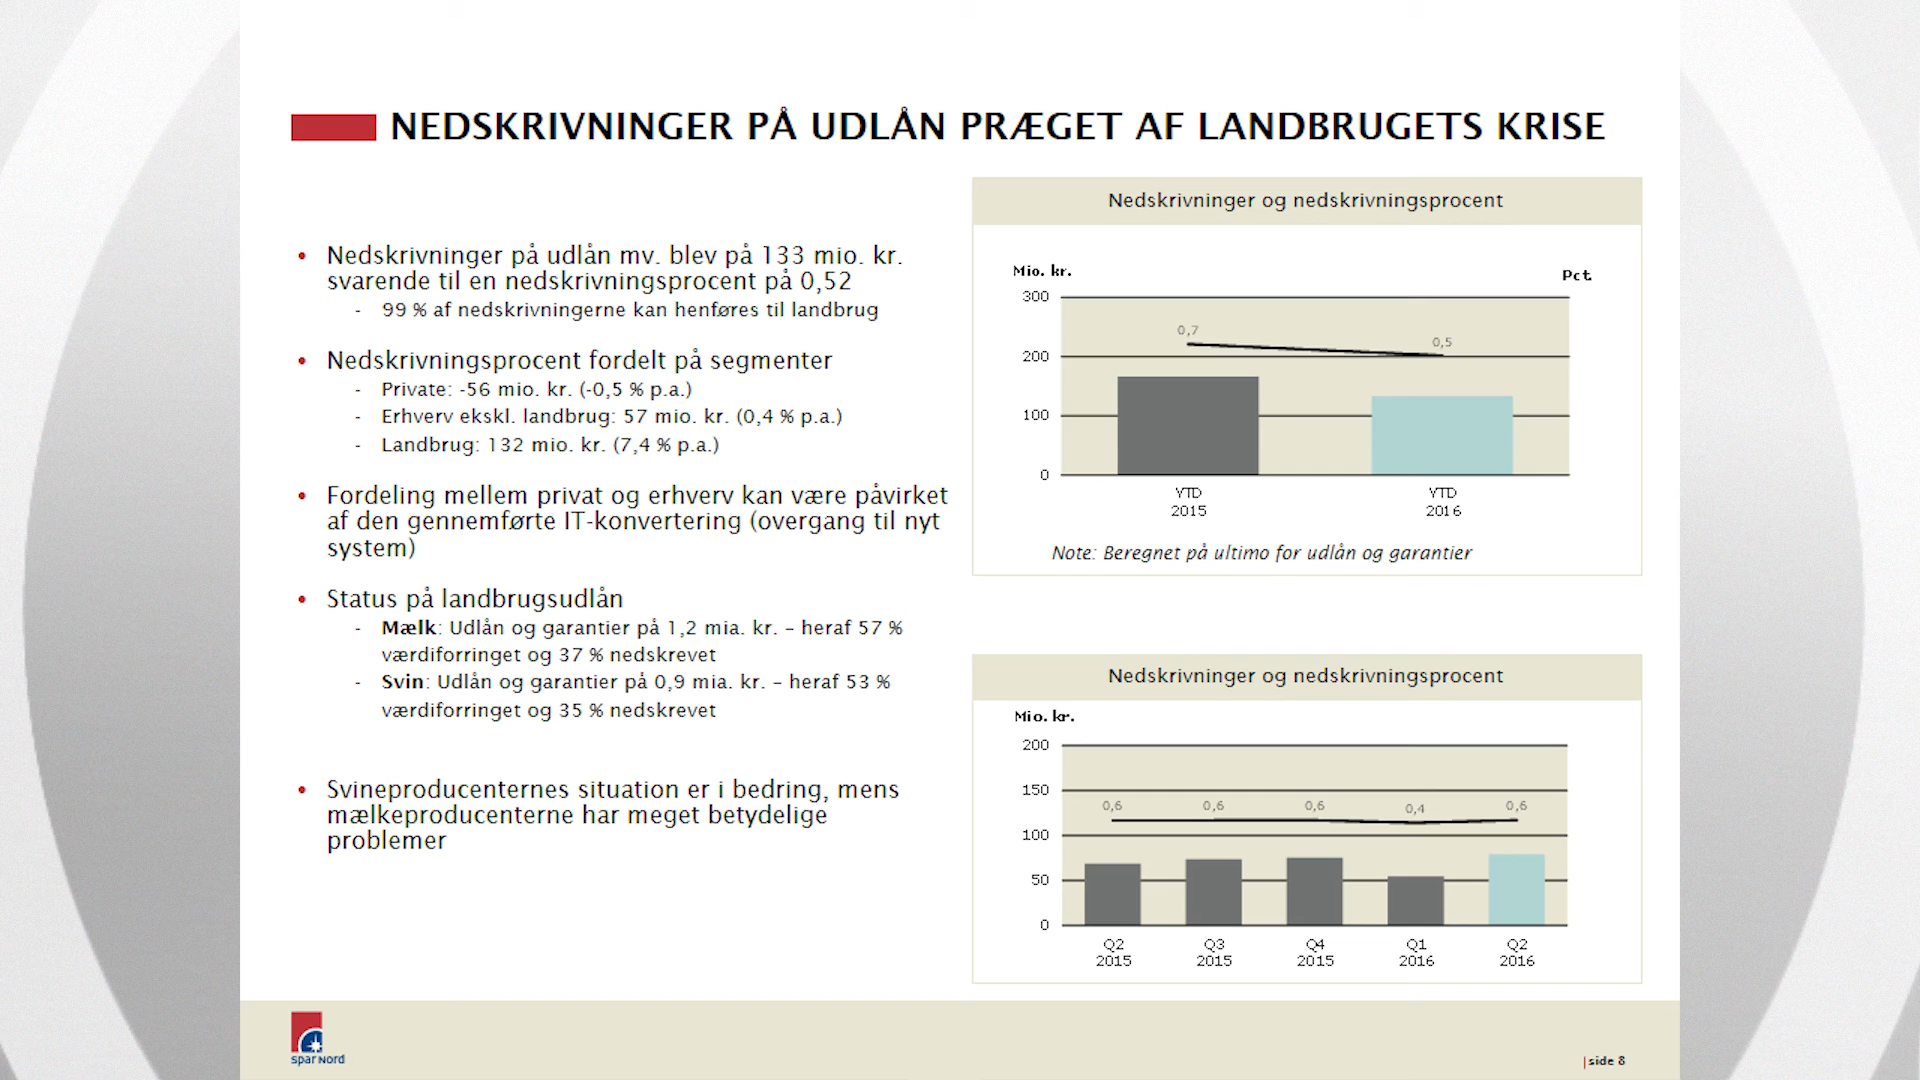 NEDSKRIVNINGER PÅ UDLÅN PRÆGET AF LANDBRUGETS KRISE
• Nedskrivninger på udlån mv. blev på 133 mio. kr.
svarende til en nedskrivningsprocent på 0,52
- 99 % af nedskrivningerne kan henføres til landbrug
• Nedskrivningsprocent fordelt på segmenter
- Private: -56 mio. kr. (-0,5 % p.a.)
- Erhverv ekskl. landbrug: 57 mio. kr. (0,4 % p.a.)
- Landbrug: 132 mio. kr. (7,4 % p.a.)
• Fordeling mellem privat og erhverv kan være påvirket
af den gennemførte IT-konvertering (overgang til nyt
system)
• Status på landbrugsudlån
- Mælk: Udlån og garantier på 1,2 mia. kr. – heraf 57 %
værdiforringet og 37 % nedskrevet
- Svin: Udlån og garantier på 0,9 mia. kr. – heraf 53 %
værdiforringet og 35 % nedskrevet
• Svineproducenternes situation er i bedring, mens
mælkeproducenterne har meget betydelige
problemer
Nedskrivninger og nedskrivningsprocent
Mio. kr.
Pct.
300
200
100
0
0,7
0,5
YTD
2015
YTD
2016
Note: Beregnet på ultimo for udlån og garantier
Nedskrivninger og nedskrivningsprocent
Mio. kr.
200
150
100
50
0
0,6
0,6
0,6
0,4
0,6
Q2
2015
Q3
2015
Q4
2015
Q1
2016
Q2
2016
spar nord
| side 8